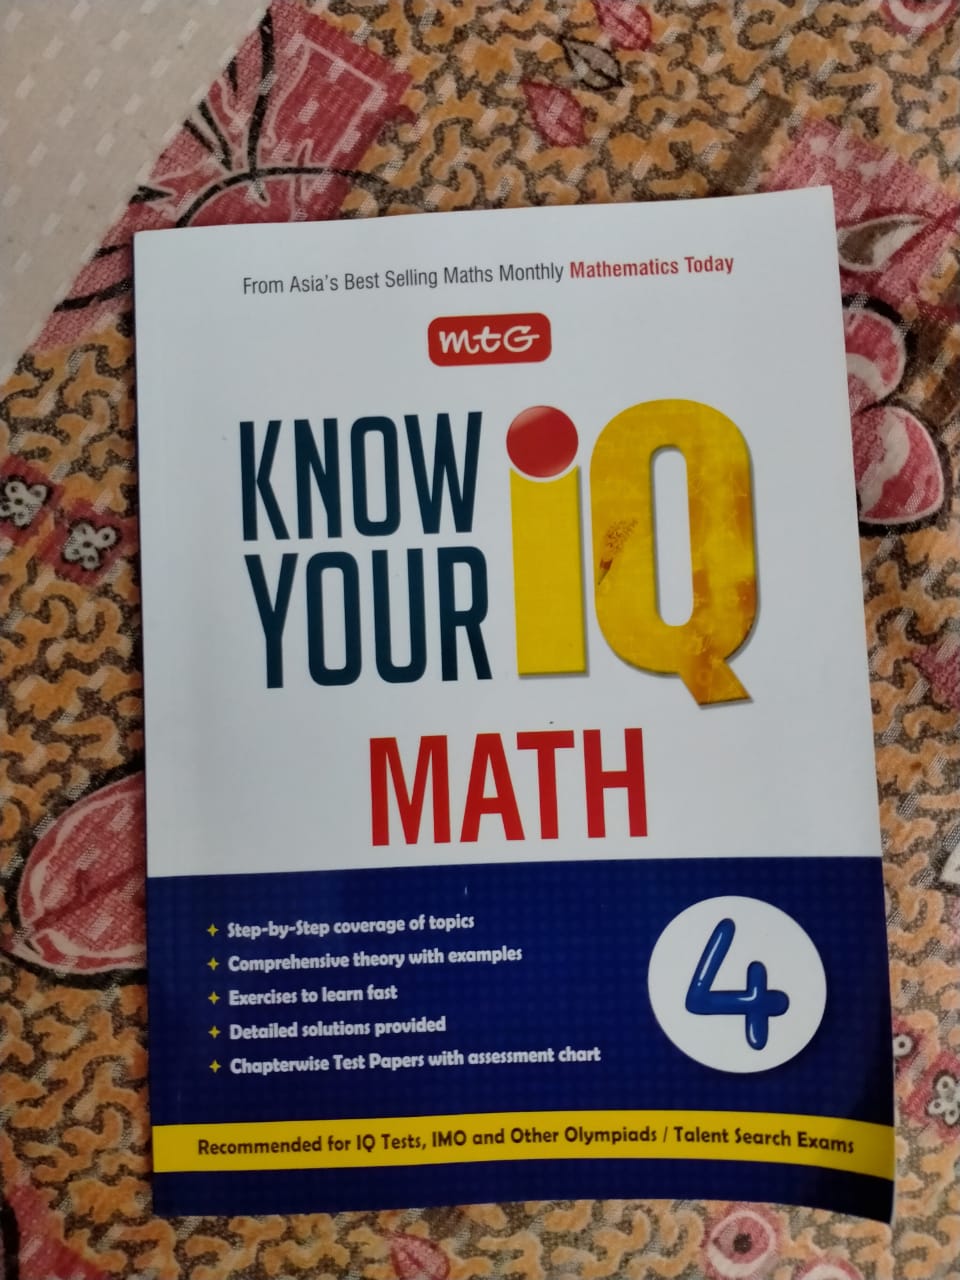 From Asia's Best Selling Maths Monthly Mathematics Today
mtG
KNOW
YOUR
iQ
MATH
Step-by-Step coverage of topics
Comprehensive theory with examples
Exercises to learn fast
Detailed solutions provided
Chapterwise Test Papers with assessment chart
4
Recommended for IQ Tests, IMO and Other Olympiads / Talent Search Exams